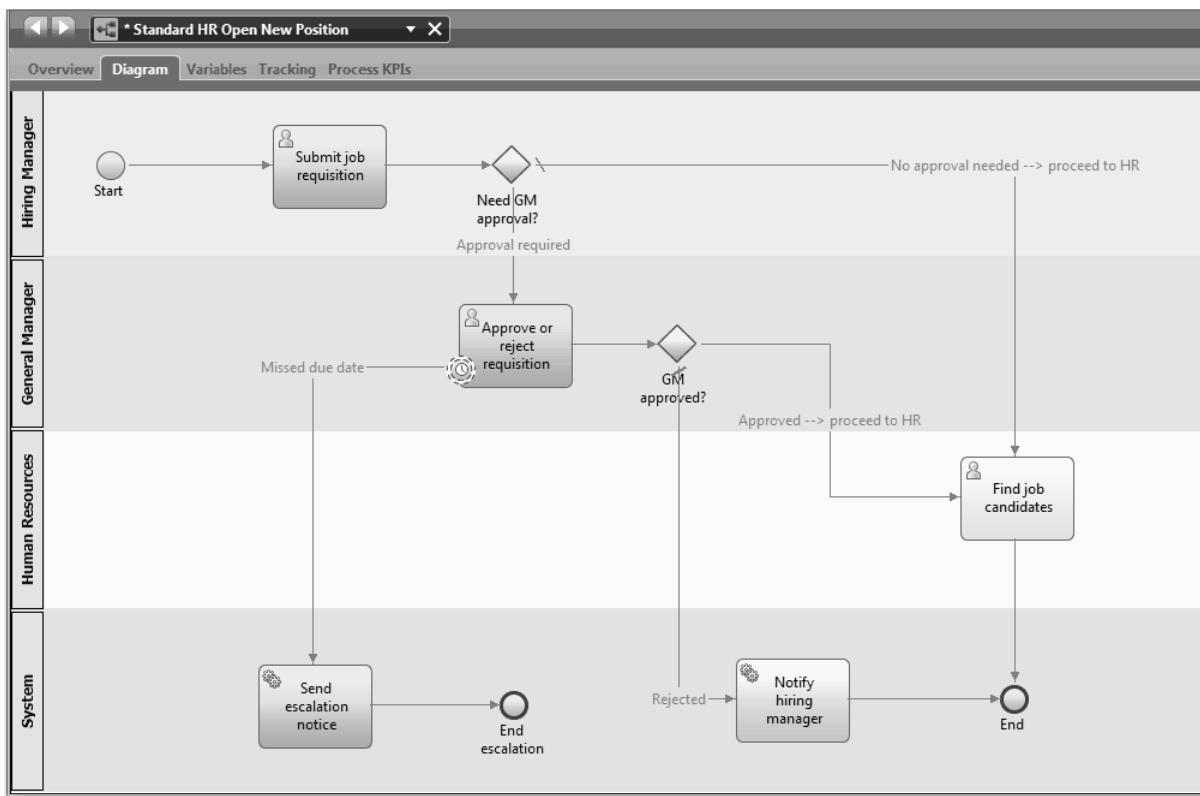 * Standard HR Open New Position
Overview
Diagram
Variables
Tracking
Process KPIs
Hiring Manager
Start
Submit job
requisition
Need GM
approval?
No approval needed --> proceed to HR
Approval required
General Manager
Approve or
reject
requisition
GM
approved?
Missed due date
Approved --> proceed to HR
Human Resources
Find job
candidates
System
Send
escalation
notice
End
escalation
Rejected
Notify
hiring
manager
End